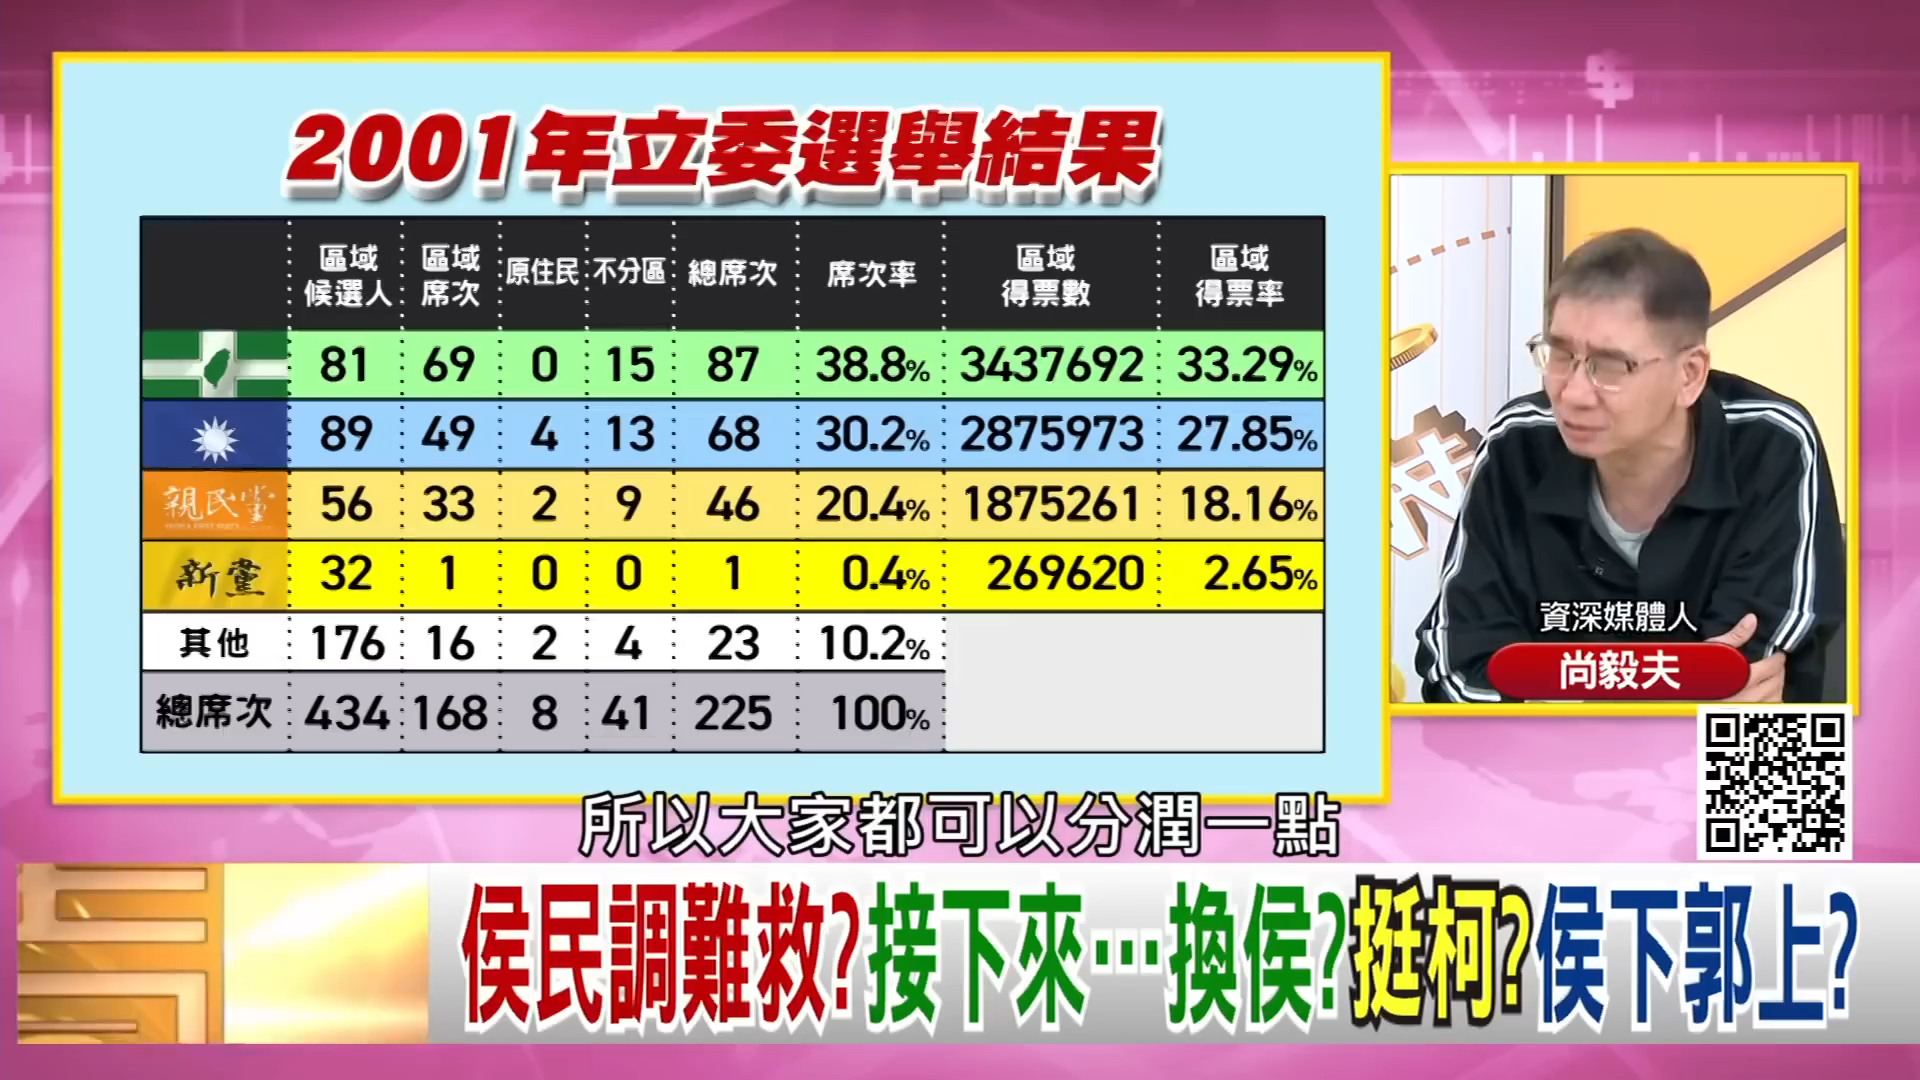 2001年立委選舉結果
區域候選人 區域席次 原住民 不分區 總席次 席次率 區域得票數 區域得票率
81 69 0 15 87 38.8% 3437692 33.29%
89 49 4 13 68 30.2% 2875973 27.85%
親民黨 56 33 2 9 46 20.4% 1875261 18.16%
新黨 32 1 0 0 1 0.4% 269620 2.65%
其他 176 16 2 4 23 10.2%
總席次 434 168 8 41 225 100%
資深媒體人
尚毅夫
所以大家都可以分潤一點
侯民調難救?接下來…換侯?挺柯?侯下郭上?